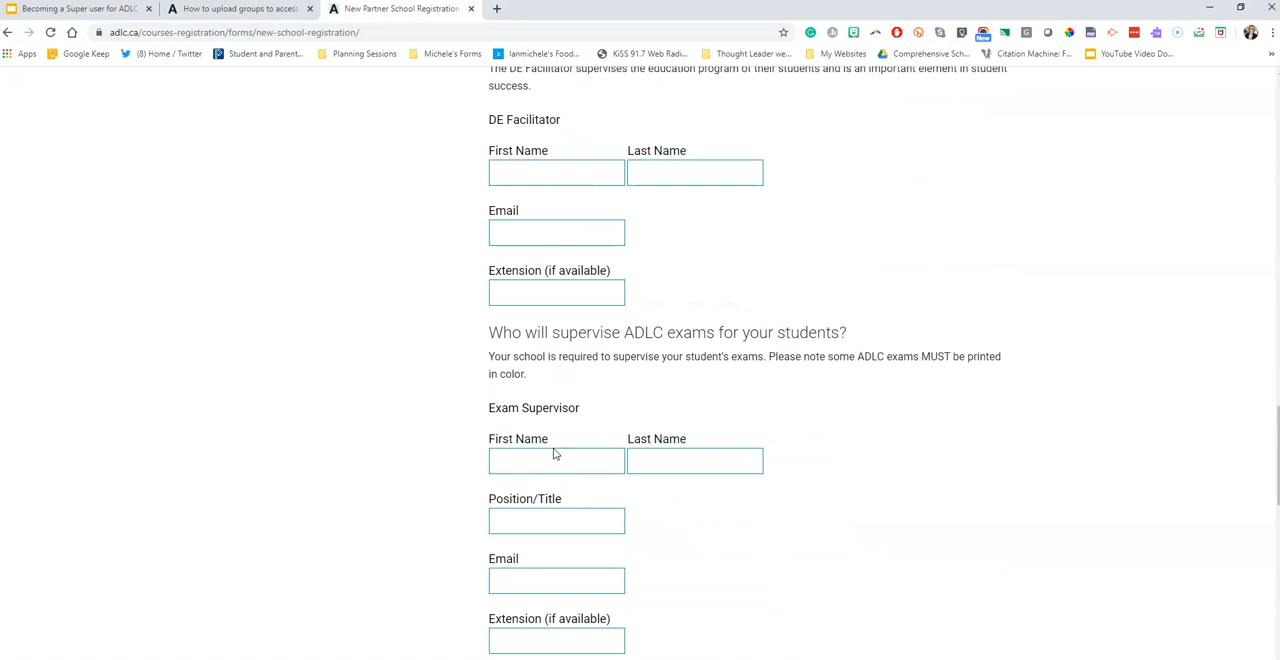 Becoming a Super user for ADLC
How to upload groups to access
New Partner School Registration
adlc.ca/courses-registration/forms/new-school-registration/
Apps
Google Keep
(8) Home / Twitter
Student and Parent...
Planning Sessions
Michele's Forms
Ianmichele's Food...
KiSS 91.7 Web Radi...
Thought Leader we...
My Websites
Comprehensive Sch...
Citation Machine: F...
YouTube Video Do...
The DE Facilitator supervises the education program of their students and is an important element in student
success.
DE Facilitator
First Name
Last Name
Email
Extension (if available)
Who will supervise ADLC exams for your students?
Your school is required to supervise your student's exams. Please note some ADLC exams MUST be printed
in color.
Exam Supervisor
First Name
Last Name
Position/Title
Email
Extension (if available)